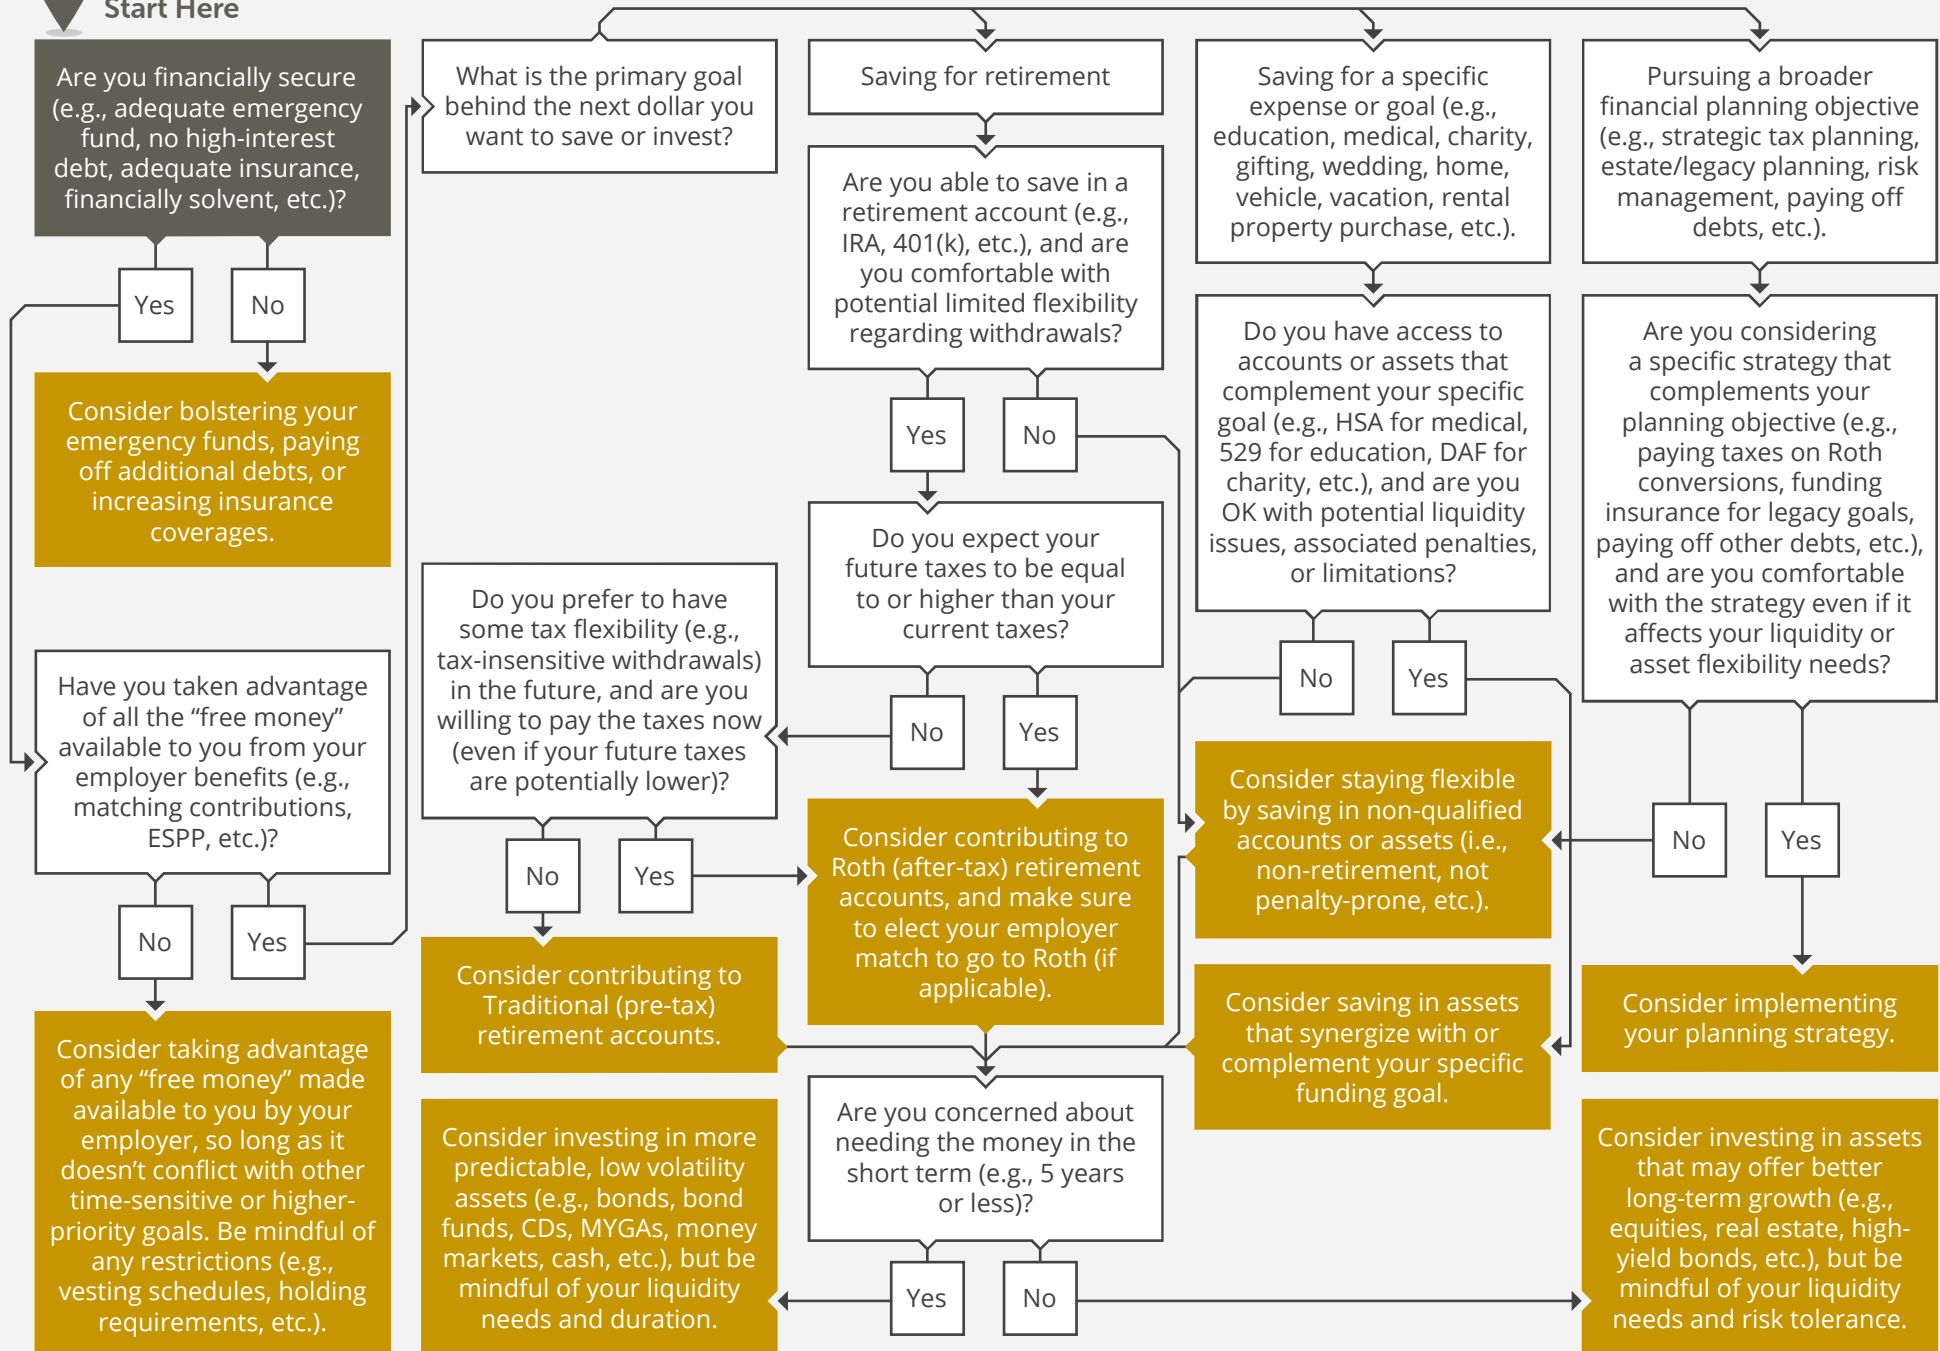 Start Here
Are you financially secure
(e.g., adequate emergency
fund, no high-interest
debt, adequate insurance,
financially solvent, etc.)?
Yes
No
Consider bolstering your
emergency funds, paying
off additional debts, or
increasing insurance
coverages.
Have you taken advantage
of all the “free money”
available to you from your
employer benefits (e.g.,
matching contributions,
ESPP, etc.)?
No
Yes
Consider taking advantage
of any “free money” made
available to you by your
employer, so long as it
doesn’t conflict with other
time-sensitive or higher-
priority goals. Be mindful of
any restrictions (e.g.,
vesting schedules, holding
requirements, etc.).
What is the primary goal
behind the next dollar you
want to save or invest?
Saving for retirement
Are you able to save in a
retirement account (e.g.,
IRA, 401(k), etc.), and are
you comfortable with
potential limited flexibility
regarding withdrawals?
Yes
No
Do you expect your
future taxes to be equal
to or higher than your
current taxes?
No
Yes
Do you prefer to have
some tax flexibility (e.g.,
tax-insensitive withdrawals)
in the future, and are you
willing to pay the taxes now
(even if your future taxes
are potentially lower)?
No
Yes
Consider contributing to
Traditional (pre-tax)
retirement accounts.
Consider contributing to
Roth (after-tax) retirement
accounts, and make sure
to elect your employer
match to go to Roth (if
applicable).
Saving for a specific
expense or goal (e.g.,
education, medical, charity,
gifting, wedding, home,
vehicle, vacation, rental
property purchase, etc.).
Do you have access to
accounts or assets that
complement your specific
goal (e.g., HSA for medical,
529 for education, DAF for
charity, etc.), and are you
OK with potential liquidity
issues, associated penalties,
or limitations?
No
Yes
Consider staying flexible
by saving in non-qualified
accounts or assets (i.e.,
non-retirement, not
penalty-prone, etc.).
Consider saving in assets
that synergize with or
complement your specific
funding goal.
Pursuing a broader
financial planning objective
(e.g., strategic tax planning,
estate/legacy planning, risk
management, paying off
debts, etc.).
Are you considering
a specific strategy that
complements your
planning objective (e.g.,
paying taxes on Roth
conversions, funding
insurance for legacy goals,
paying off other debts, etc.),
and are you comfortable
with the strategy even if it
affects your liquidity or
asset flexibility needs?
No
Yes
Consider implementing
your planning strategy.
Are you concerned about
needing the money in the
short term (e.g., 5 years
or less)?
Yes
No
Consider investing in more
predictable, low volatility
assets (e.g., bonds, bond
funds, CDs, MYGAs, money
markets, cash, etc.), but be
mindful of your liquidity
needs and duration.
Consider investing in assets
that may offer better
long-term growth (e.g.,
equities, real estate, high-
yield bonds, etc.), but be
mindful of your liquidity
needs and risk tolerance.